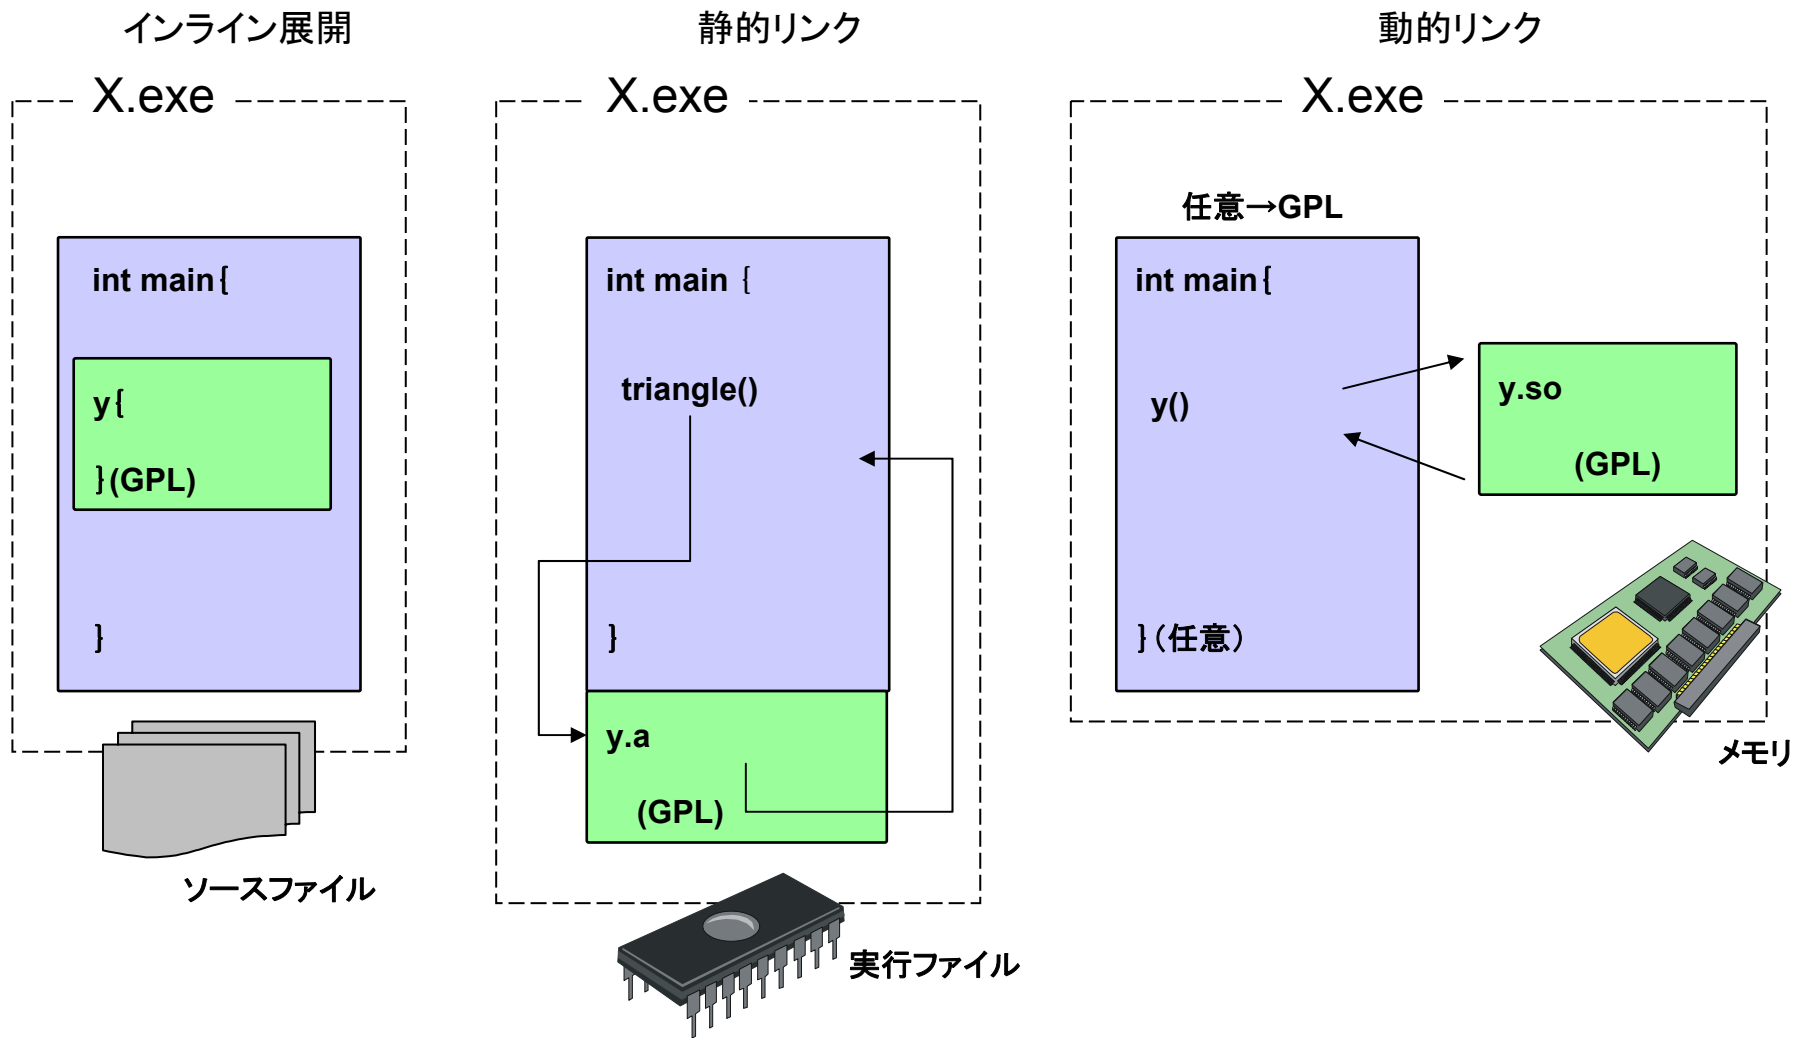 インライン展開
X.exe
int main{
y{
}(GPL)
}
ソースファイル
静的リンク
X.exe
int main {
triangle()
}
y.a
(GPL)
実行ファイル
動的リンク
X.exe
任意→GPL
int main{
y()
}(任意)
y.so
(GPL)
メモリ